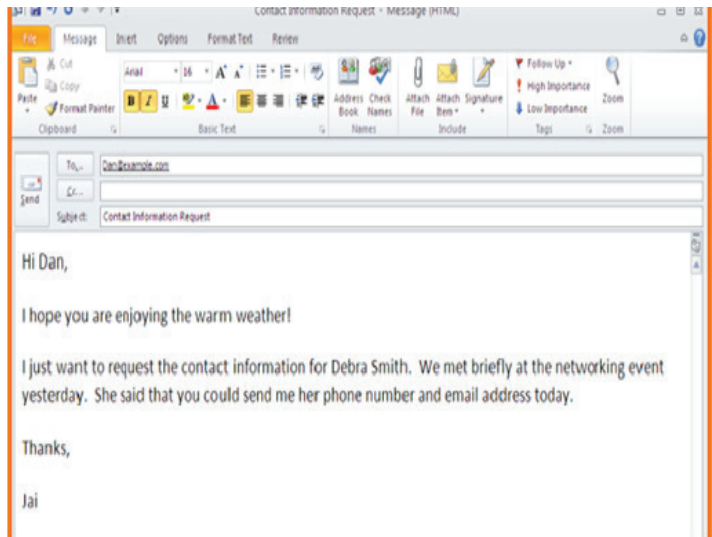 Contact Information Request - Message (HTML)
File Message Insert Options Format Text Review
Cut
Copy
Paste
Format Painter
Clipboard
Arial 16
B I U
Basic Text
Address Book
Check Names
Names
Attach File
Attach Item
Signature
Include
Follow Up
High Importance
Low Importance
Tags
Zoom
Zoom
Send
To...
Dan@example.com
Cc...
Subject:
Contact Information Request
Hi Dan,
I hope you are enjoying the warm weather!
I just want to request the contact information for Debra Smith. We met briefly at the networking event
yesterday. She said that you could send me her phone number and email address today.
Thanks,
Jai